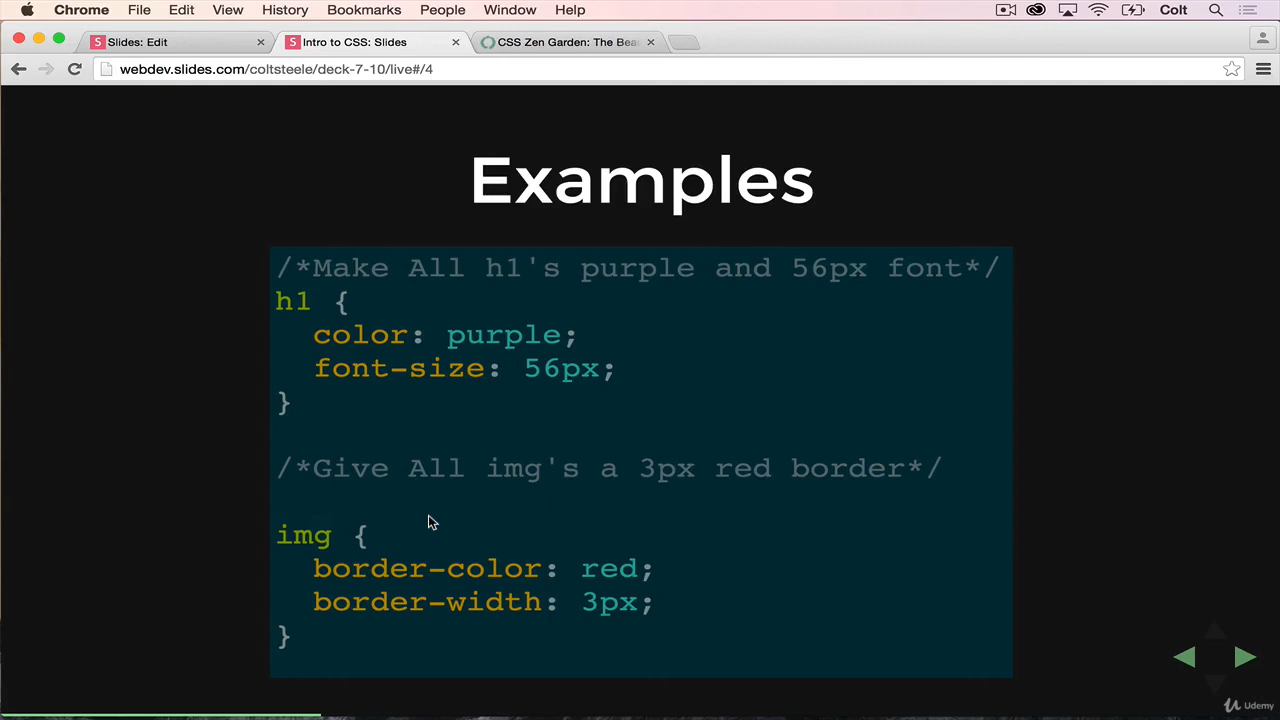 Chrome File Edit View History Bookmarks People Window Help Colt
Slides: Edit Intro to CSS: Slides CSS Zen Garden: The Bea
webdev.slides.com/coltsteele/deck-7-10/live#/4
Examples
/*Make All h1's purple and 56px font*/
h1 {
color: purple;
font-size: 56px;
}
/*Give All img's a 3px red border*/
img {
border-color: red;
border-width: 3px;
}
Udemy